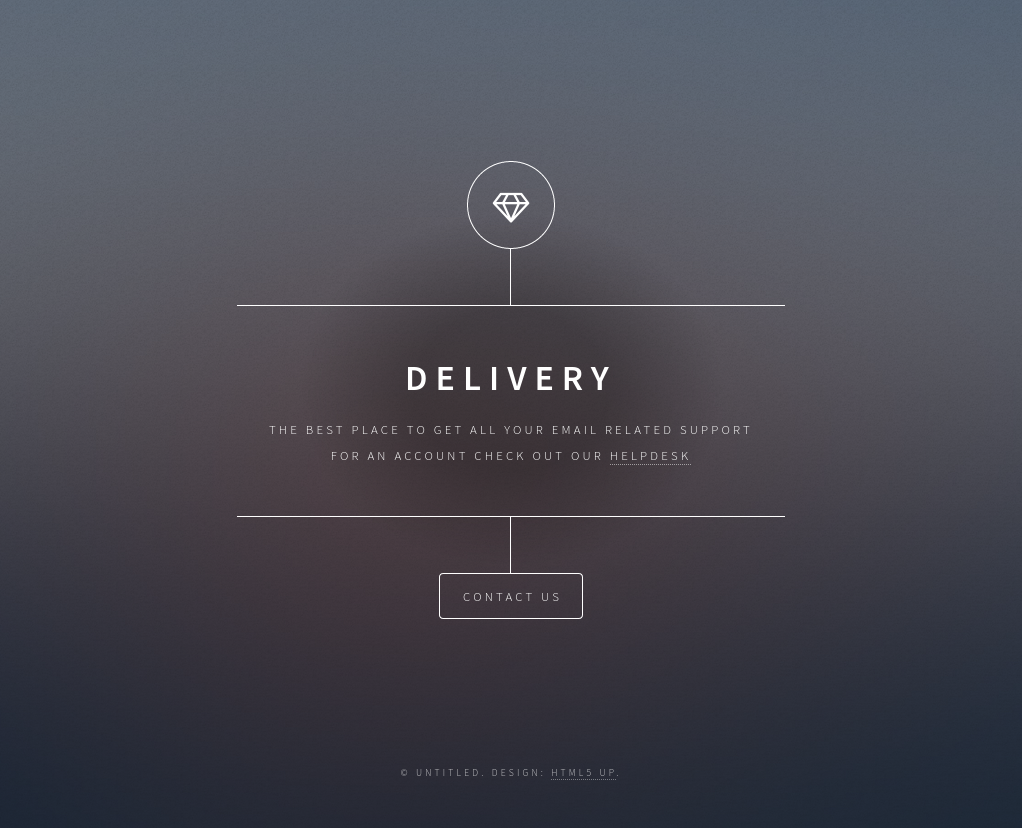 DELIVERY
THE BEST PLACE TO GET ALL YOUR EMAIL RELATED SUPPORT
FOR AN ACCOUNT CHECK OUT OUR HELPDESK
CONTACT US
© UNTITLED. DESIGN: HTML5 UP.